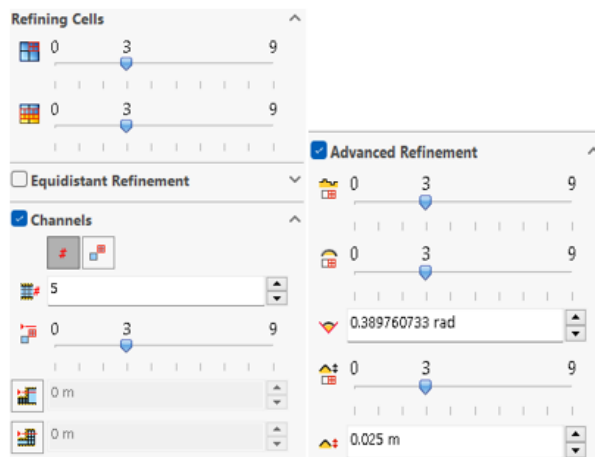 Refining Cells
0 3 9
0 3 9
Equidistant Refinement
Channels
#
# 5
0 3 9
0 m
0 m
Advanced Refinement
0 3 9
0 3 9
0.389760733 rad
0 3 9
0.025 m